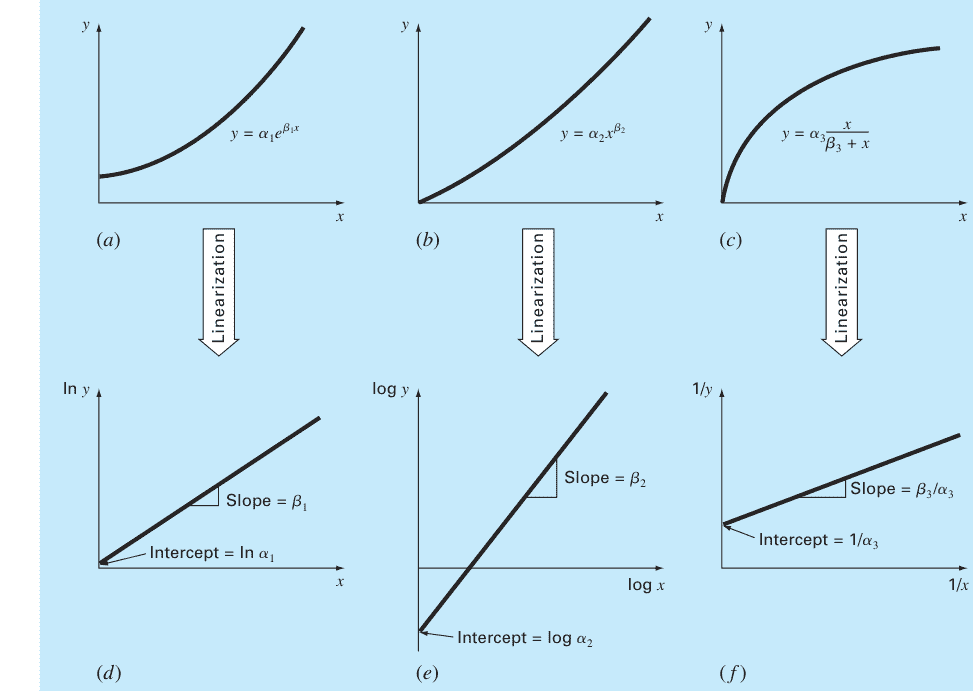 y y y
y = α₁e^{β₁x} y = α₂x^{β₂} y = α₃ x/(β₃ + x)
x x x
(a) (b) (c)
Linearization Linearization Linearization
ln y log y 1/y
Slope = β₁ Slope = β₂ Slope = β₃/α₃
Intercept = ln α₁ Intercept = 1/α₃
x log x 1/x
Intercept = log α₂
(d) (e) (f)